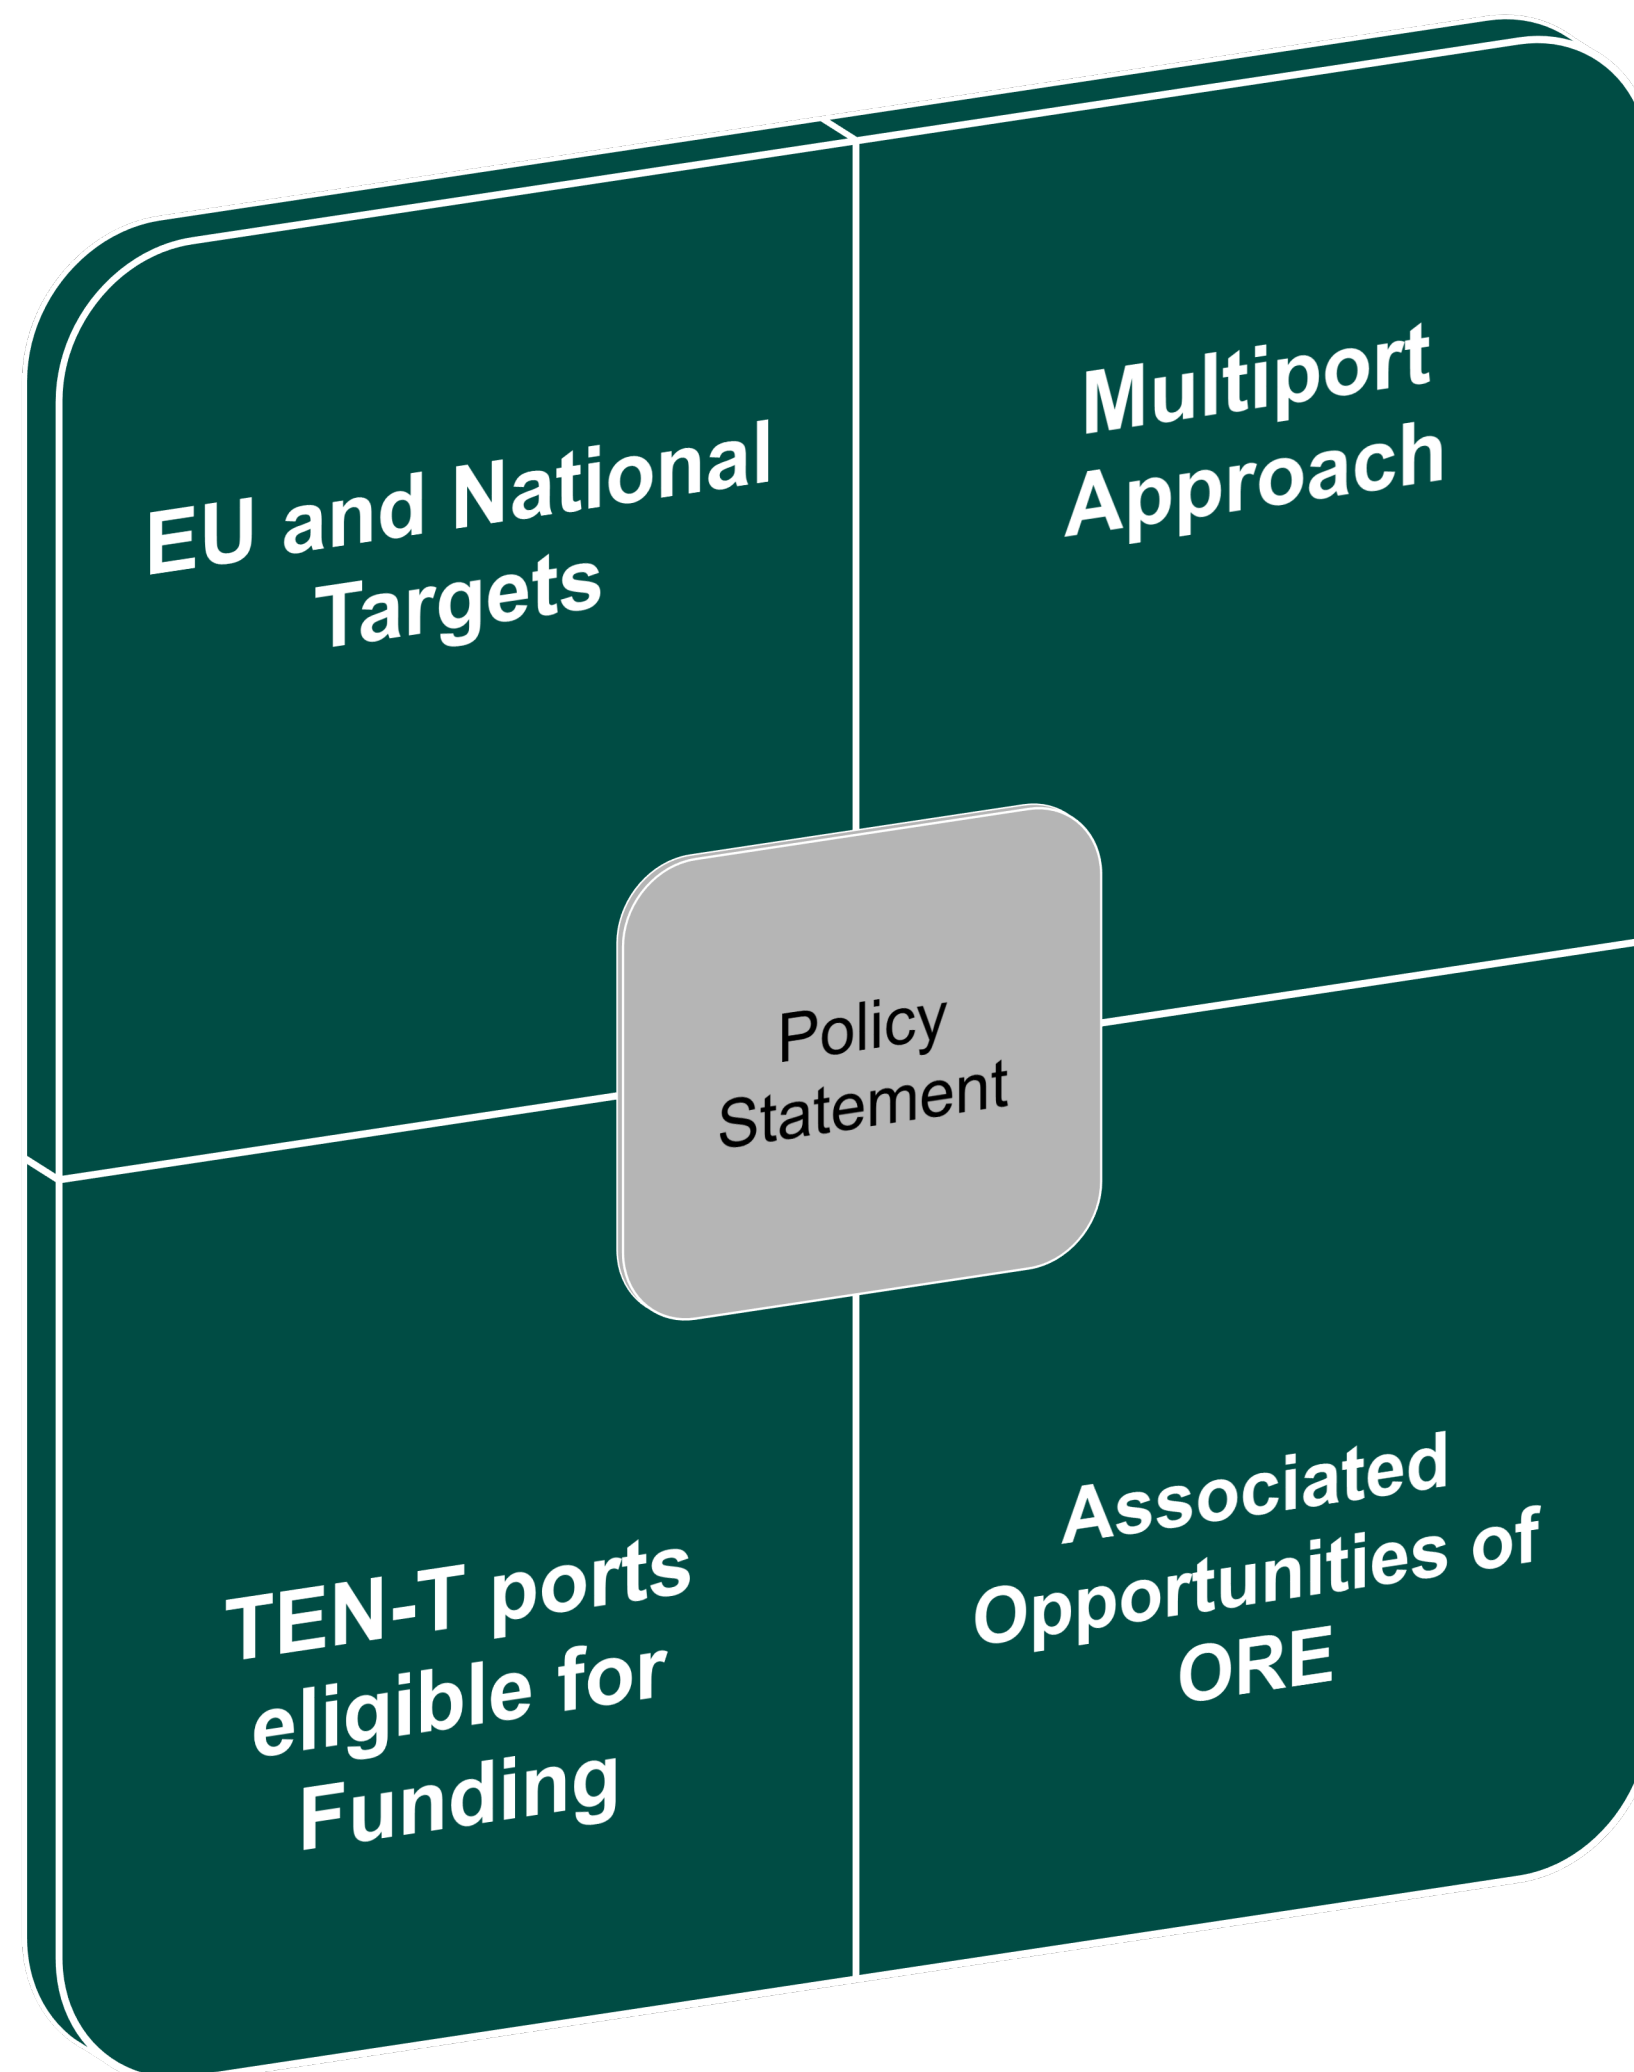 EU and National
Targets
Multiport
Approach
Policy
Statement
TEN-T ports
eligible for
Funding
Associated
Opportunities of
ORE